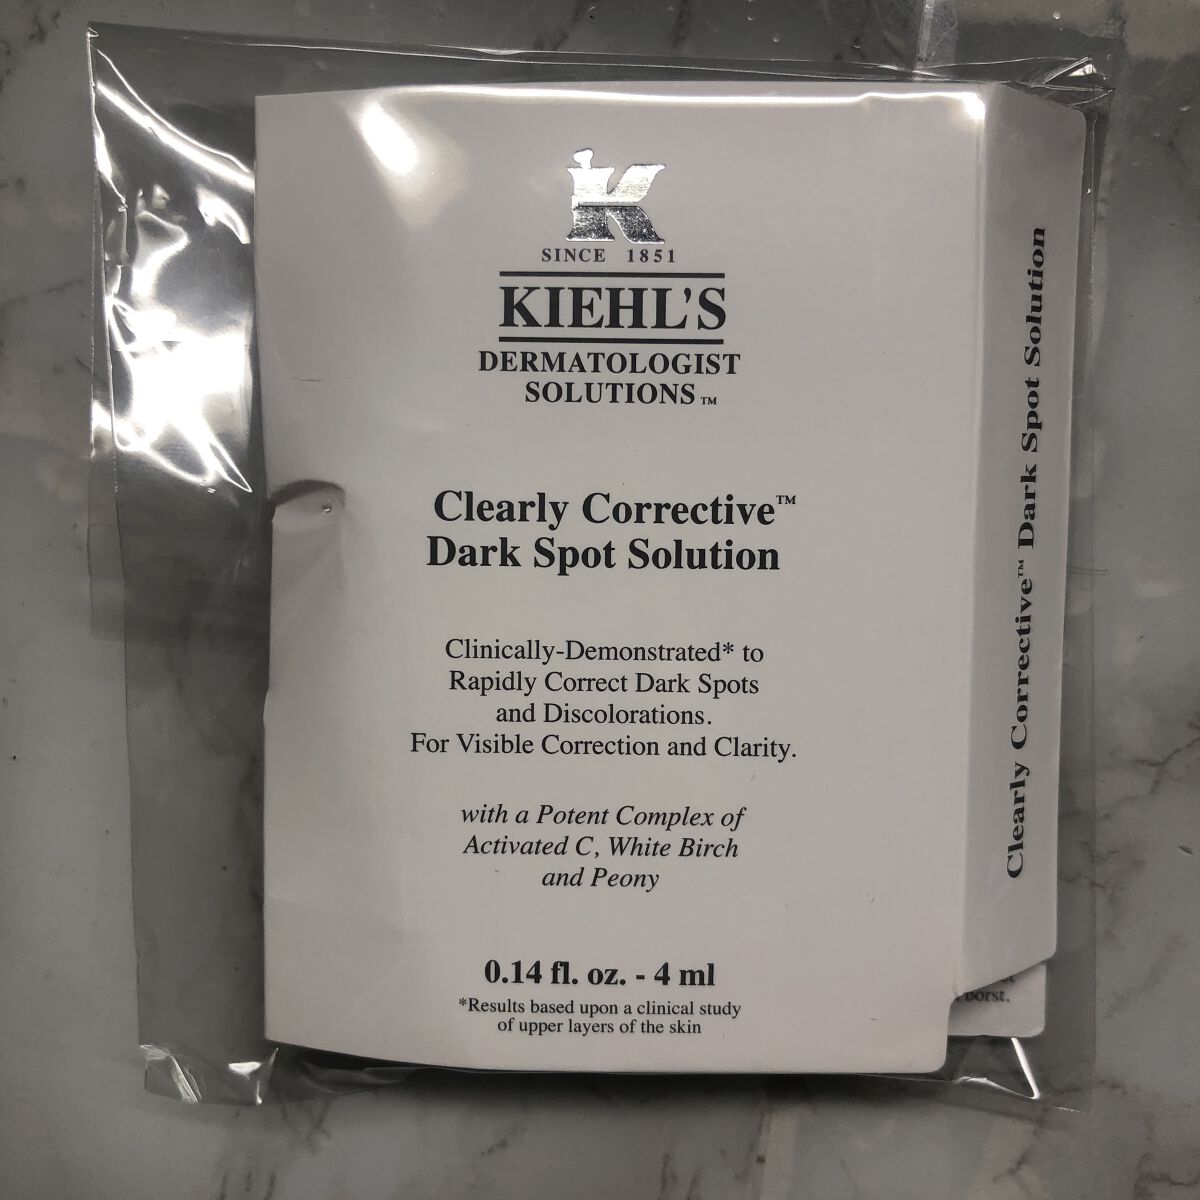 K
SINCE 1851
KIEHL'S
DERMATOLOGIST
SOLUTIONS™
Clearly Corrective™
Dark Spot Solution
Clinically-Demonstrated* to
Rapidly Correct Dark Spots
and Discolorations.
For Visible Correction and Clarity.
with a Potent Complex of
Activated C, White Birch
and Peony
0.14 fl. oz. - 4 ml
*Results based upon a clinical study
of upper layers of the skin
Clearly Corrective™ Dark Spot Solution